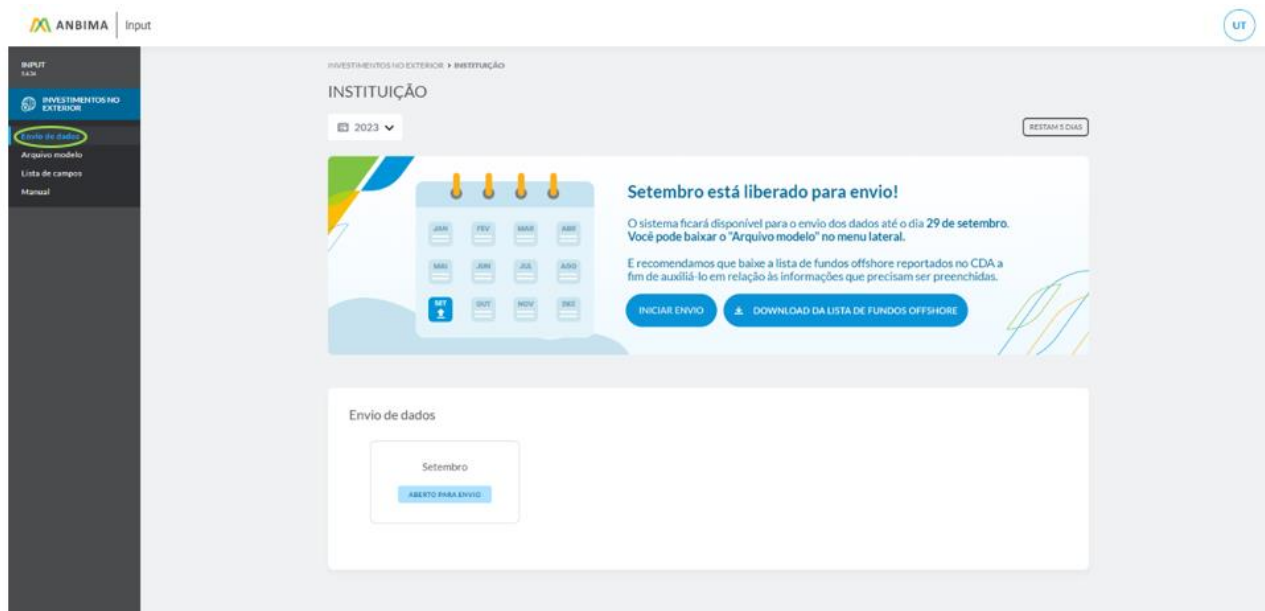 ANBIMA Input
UT
INPUT
INVESTIMENTOS NO
EXTERIOR
Envio de dados
Arquivo modelo
Lista de campos
Manual
INVESTIMENTOS NO EXTERIOR > INSTITUIÇÃO
INSTITUIÇÃO
2023
RESTAM 5 DIAS
JAN FEV MAR ABR
MAI JUN JUL AGO
SET OUT NOV DEZ
Setembro está liberado para envio!
O sistema ficará disponível para o envio dos dados até o dia 29 de setembro.
Você pode baixar o "Arquivo modelo" no menu lateral.
E recomendamos que baixe a lista de fundos offshore reportados no CDA a
fim de auxiliá-lo em relação às informações que precisam ser preenchidas.
INICIAR ENVIO
DOWNLOAD DA LISTA DE FUNDOS OFFSHORE
Envio de dados
Setembro
ABERTO PARA ENVIO